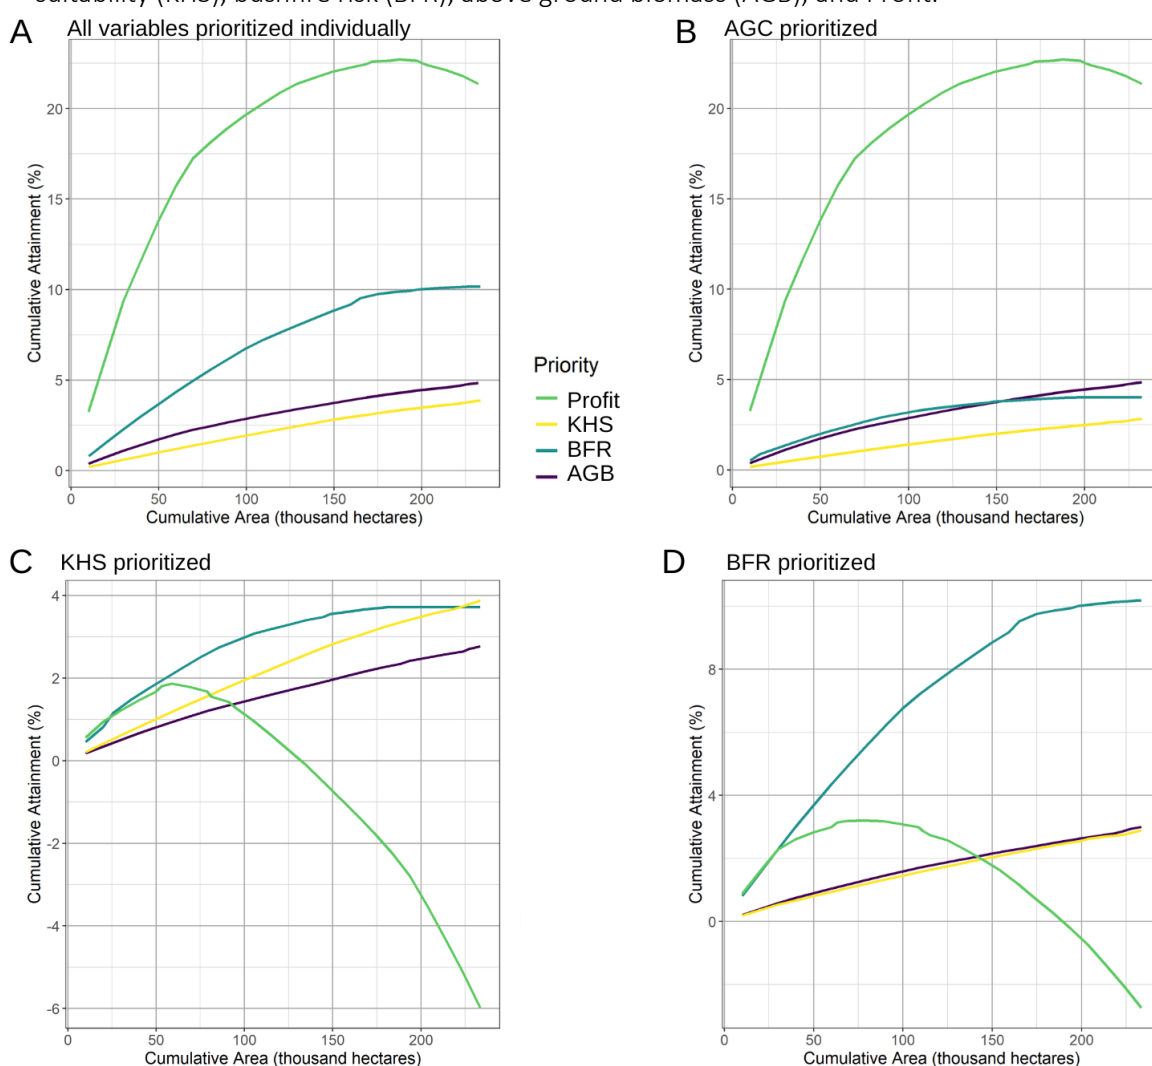 suitability (KHS), bushfire risk (BFR), above ground biomass (AGB), and Profit.
A All variables prioritized individually
Cumulative Attainment (%)
20
15
10
5
0
0 50 100 150 200
Cumulative Area (thousand hectares)
Priority
Profit
KHS
BFR
AGB
B AGC prioritized
Cumulative Attainment (%)
20
5
10
5
0
0 50 100 150 200
Cumulative Area (thousand hectares)
C KHS prioritized
Cumulative Attainment (%)
4
2
0
-2
-4
-6
0 50 100 150 200
Cumulative Area (thousand hectares)
D BFR prioritized
Cumulative Attainment (%)
8
4
0
0 50 100 150 200
Cumulative Area (thousand hectares)